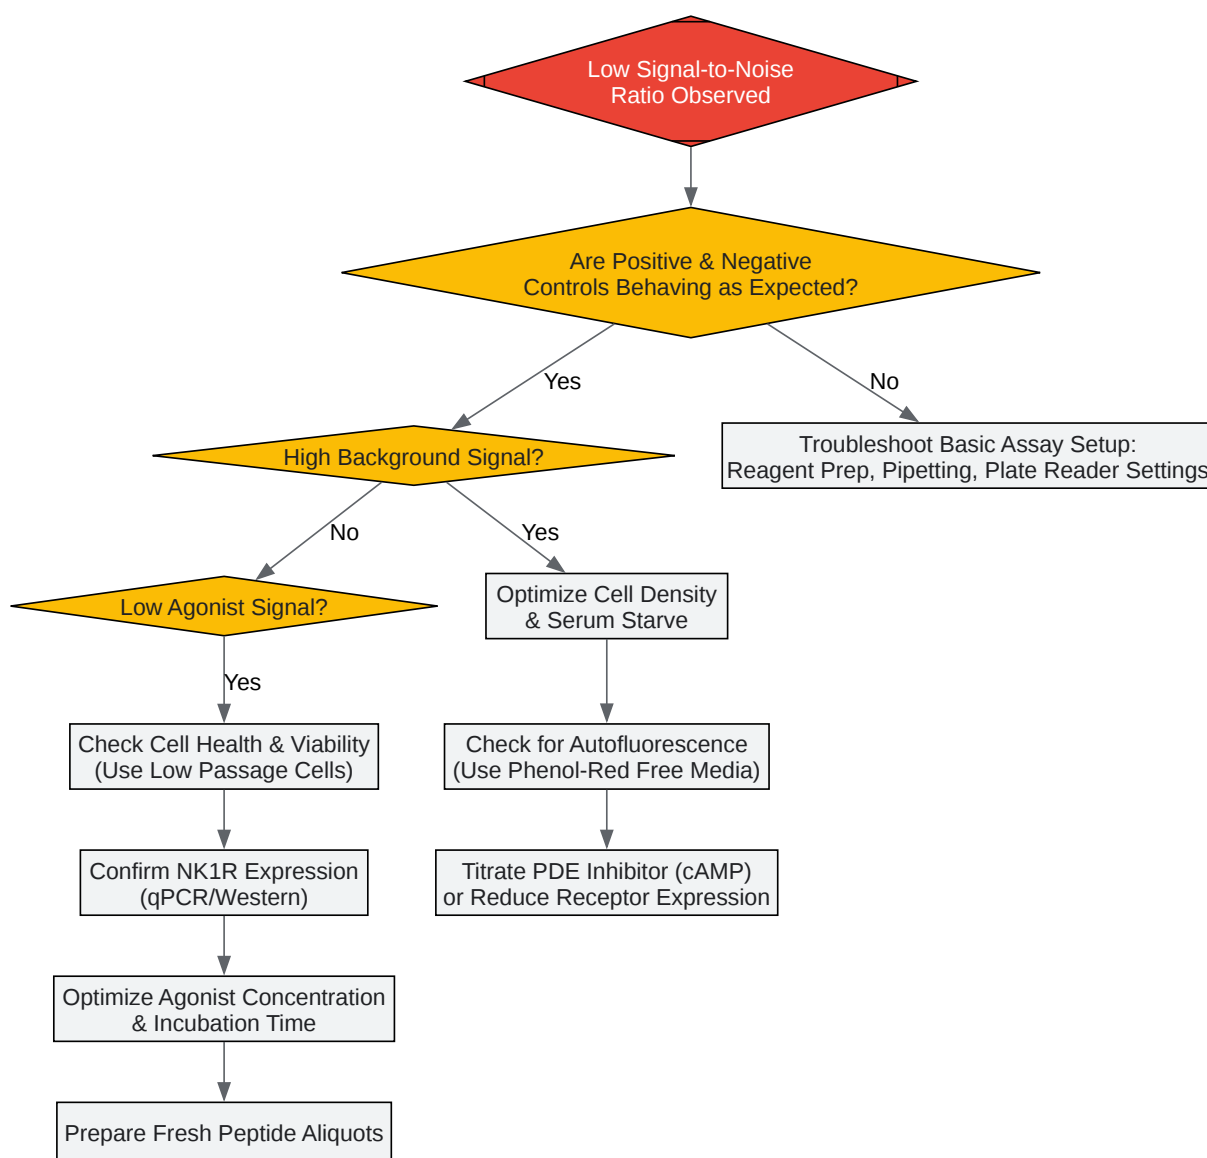 Low Signal-to-Noise
Ratio Observed
Are Positive & Negative
Controls Behaving as Expected?
Yes
No
High Background Signal?
Troubleshoot Basic Assay Setup:
Reagent Prep, Pipetting, Plate Reader Settings
No
Yes
Low Agonist Signal?
Optimize Cell Density
& Serum Starve
Yes
Check Cell Health & Viability
(Use Low Passage Cells)
Check for Autofluorescence
(Use Phenol-Red Free Media)
Confirm NK1R Expression
(qPCR/Western)
Titrate PDE Inhibitor (cAMP)
or Reduce Receptor Expression
Optimize Agonist Concentration
& Incubation Time
Prepare Fresh Peptide Aliquots